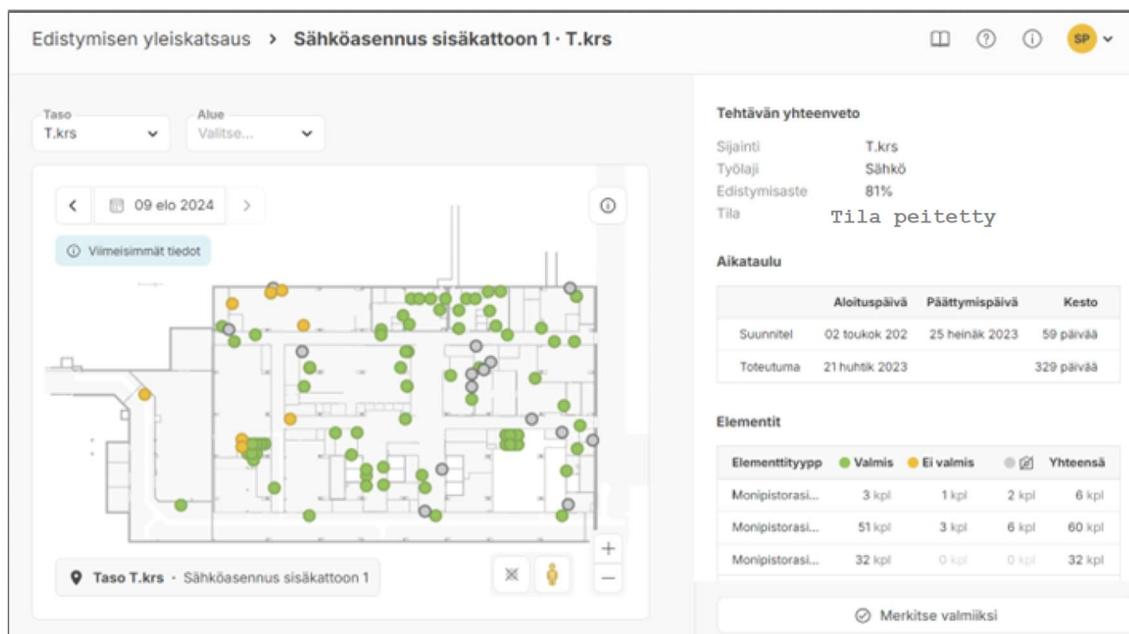 Edistymisen yleiskatsaus > Sähköasennus sisäkattoon 1 · T.krs
SP
Taso
T.krs
Alue
Valitse...
09 elo 2024
Viimeisimmät tiedot
Taso T.krs · Sähköasennus sisäkattoon 1
Tehtävän yhteenveto
Sijainti T.krs
Työlaji Sähkö
Edistymisaste 81%
Tila Tila peitetty
Aikataulu
Aloituspäivä Päättymispäivä Kesto
Suunnitel 02 toukok 202 25 heinäk 2023 59 päivää
Toteutuma 21 huhtik 2023 329 päivää
Elementit
Elementtityypp Valmis Ei valmis Yhteensä
Monipistorasi... 3 kpl 1 kpl 2 kpl 6 kpl
Monipistorasi... 51 kpl 3 kpl 6 kpl 60 kpl
Monipistorasi... 32 kpl 0 kpl 0 kpl 32 kpl
Merkitse valmiiksi